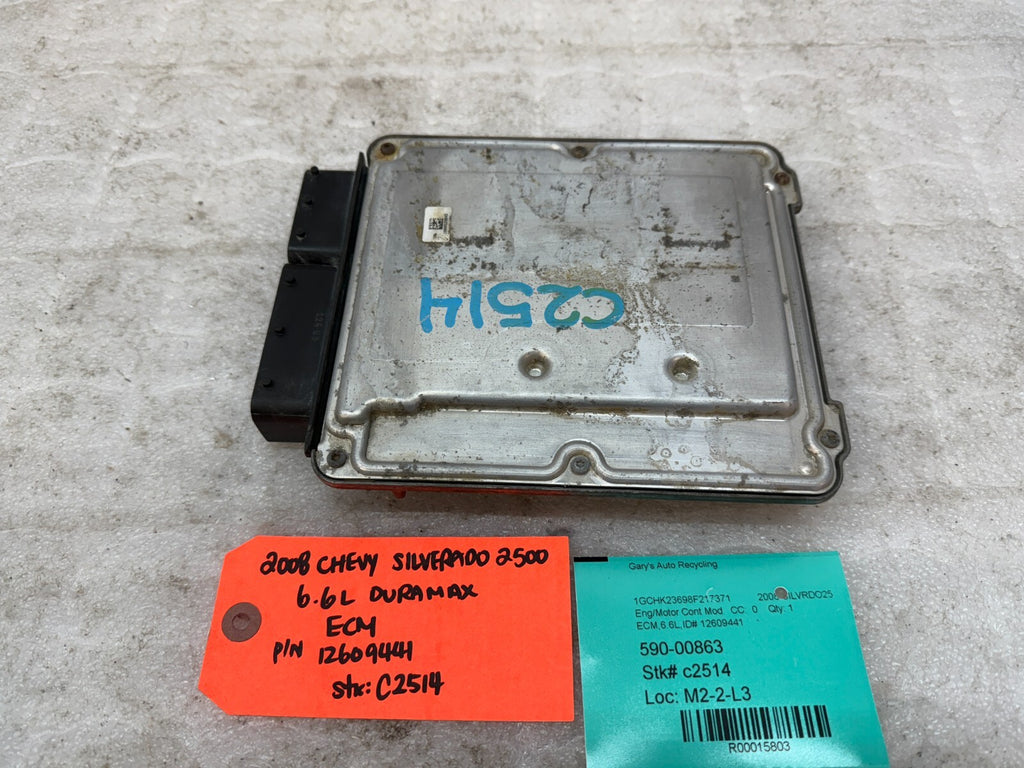 C2514
2008 CHEVY SILVERADO 2500
6.6L DURAMAX
ECM
P/N 12609441
Stk: C2514
Gary's Auto Recycling
1GCHK23698F217371 2008 SILVRDO25
Eng/Motor Cont Mod. CC: 0 Qty: 1
ECM,6.6L,ID# 12609441
590-00863
Stk# c2514
Loc: M2-2-L3
R00015803